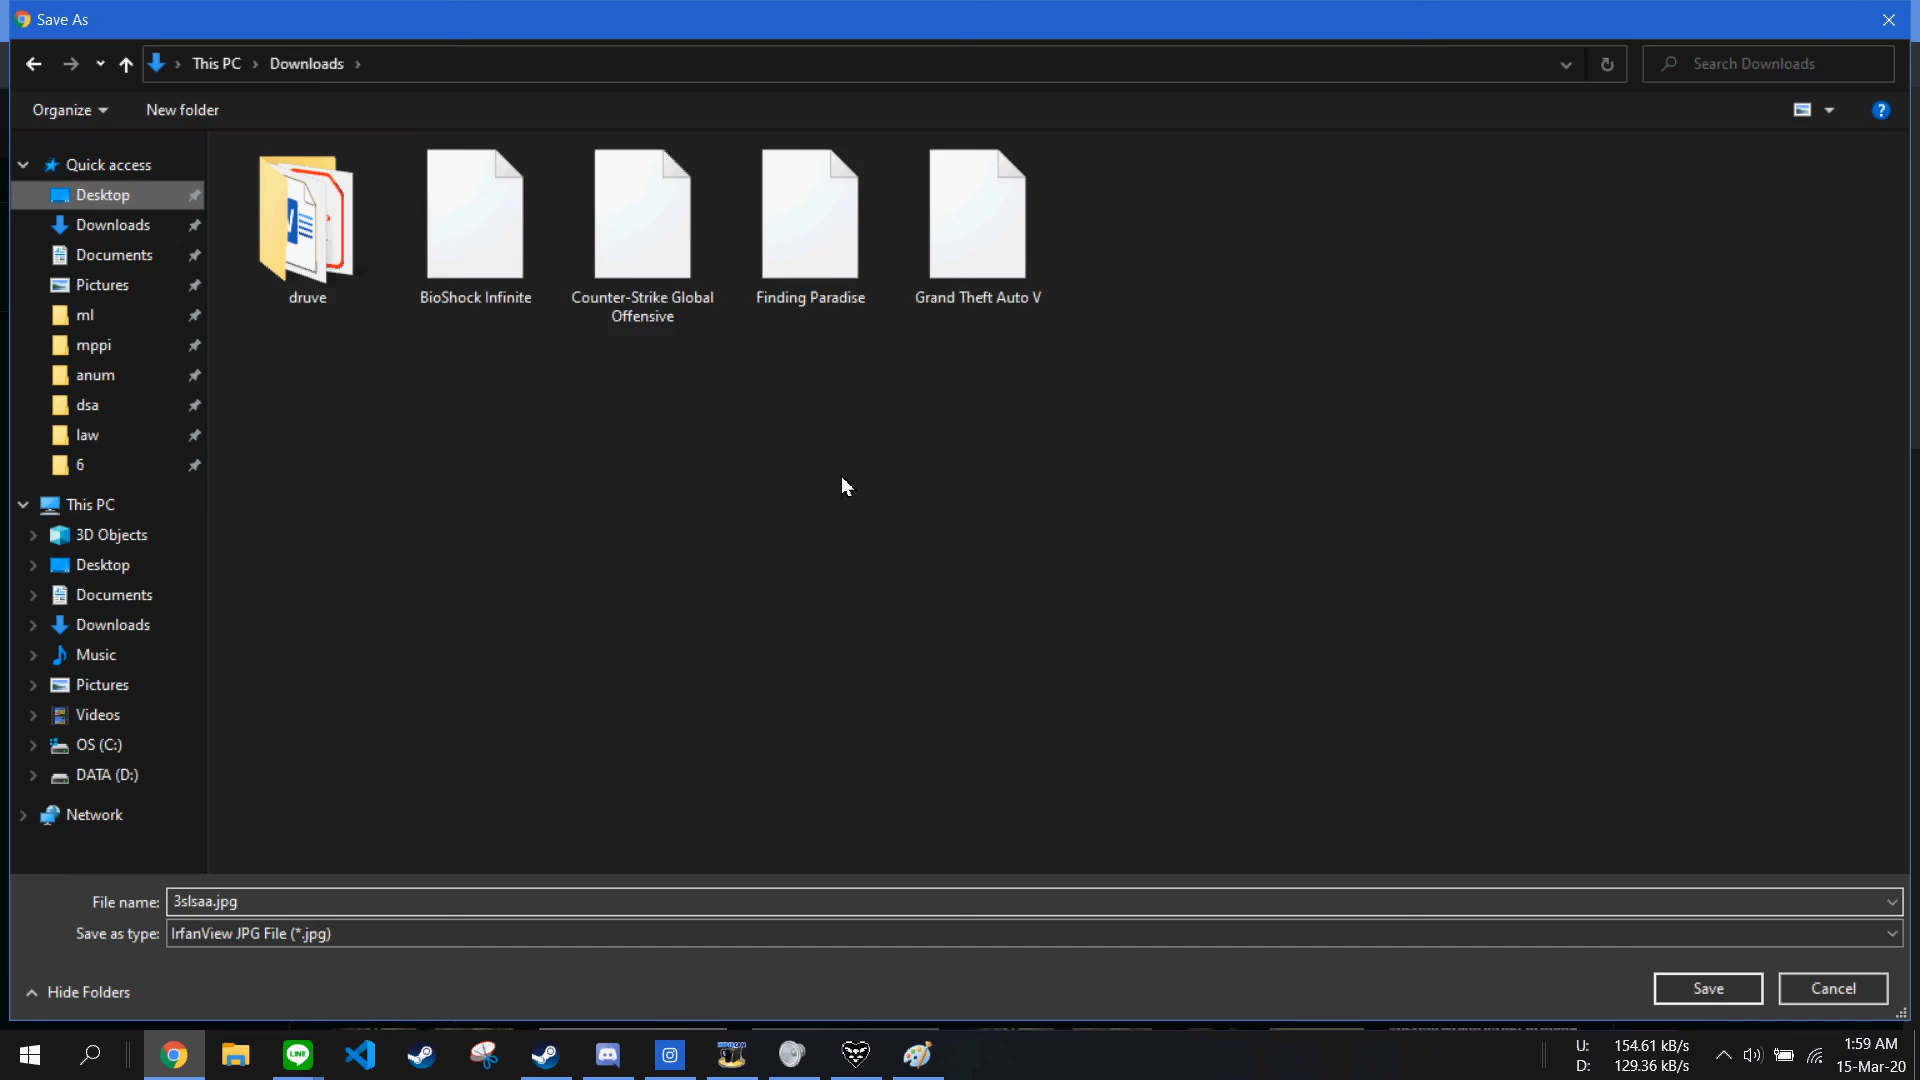 Save As
This PC
Downloads
Search Downloads
Organize
New folder
Quick access
Desktop
Downloads
Documents
Pictures
ml
mppi
anum
dsa
law
6
This PC
3D Objects
Desktop
Documents
Downloads
Music
Pictures
Videos
OS (C:)
DATA (D:)
Network
druve
BioShock Infinite
Counter-Strike Global
Offensive
Finding Paradise
Grand Theft Auto V
File name: 3slsaa.jpg
Save as type: IrfanView JPG File (*.jpg)
Hide Folders
Save
Cancel
LINE
U: 154.61 kB/s
D: 129.36 kB/s
1:59 AM
15-Mar-20